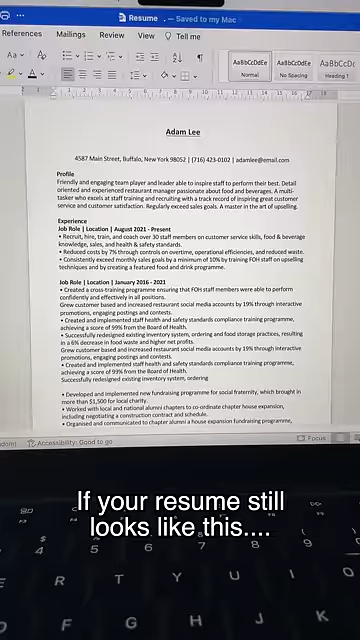 Resume — Saved to my Mac
References Mailings Review View Tell me
Aa
A
AaBbCcDdEe AaBbCcDdEe AaBbCcDc
Normal No Spacing Heading 1
Adam Lee
4587 Main Street, Buffalo, New York 98052 | (716) 423-0102 | adamlee@email.com
Profile
Friendly and engaging team player and leader able to inspire staff to perform their best. Detail
oriented and experienced restaurant manager passionate about food and beverages. A multi-
tasker who excels at staff training and recruiting with a track record of inspiring great customer
service and customer satisfaction. Regularly exceed sales goals. A master in the art of upselling.
Experience
Job Role | Location | August 2021 - Present
• Recruit, hire, train, and coach over 30 staff members on customer service skills, food & beverage
knowledge, sales, and health & safety standards.
• Reduced costs by 7% through controls on overtime, operational efficiencies, and reduced waste.
• Consistently exceed monthly sales goals by a minimum of 10% by training FOH staff on upselling
techniques and by creating a featured food and drink programme.
Job Role | Location | January 2016 - 2021
• Created a cross-training programme ensuring that FOH staff members were able to perform
confidently and effectively in all positions.
Grew customer based and increased restaurant social media accounts by 19% through interactive
promotions, engaging postings and contests.
• Created and implemented staff health and safety standards compliance training programme,
achieving a score of 99% from the Board of Health.
• Successfully redesigned existing inventory system, ordering and food storage practices, resulting
in a 6% decrease in food waste and higher net profits.
Grew customer based and increased restaurant social media accounts by 19% through interactive
promotions, engaging postings and contests.
• Created and implemented staff health and safety standards compliance training programme,
achieving a score of 99% from the Board of Health.
Successfully redesigned existing inventory system, ordering
• Developed and implemented new fundraising programme for social fraternity, which brought in
more than $1,500 for local charity.
• Worked with local and national alumni chapters to co-ordinate chapter house expansion,
including negotiating a construction contract and schedule.
• Organised and communicated to chapter alumni a house expansion fundraising programme,
Accessibility: Good to go
Focus
If your resume still
looks like this....
4 5 6 7 8 9
R T Y U I O
F G H J K